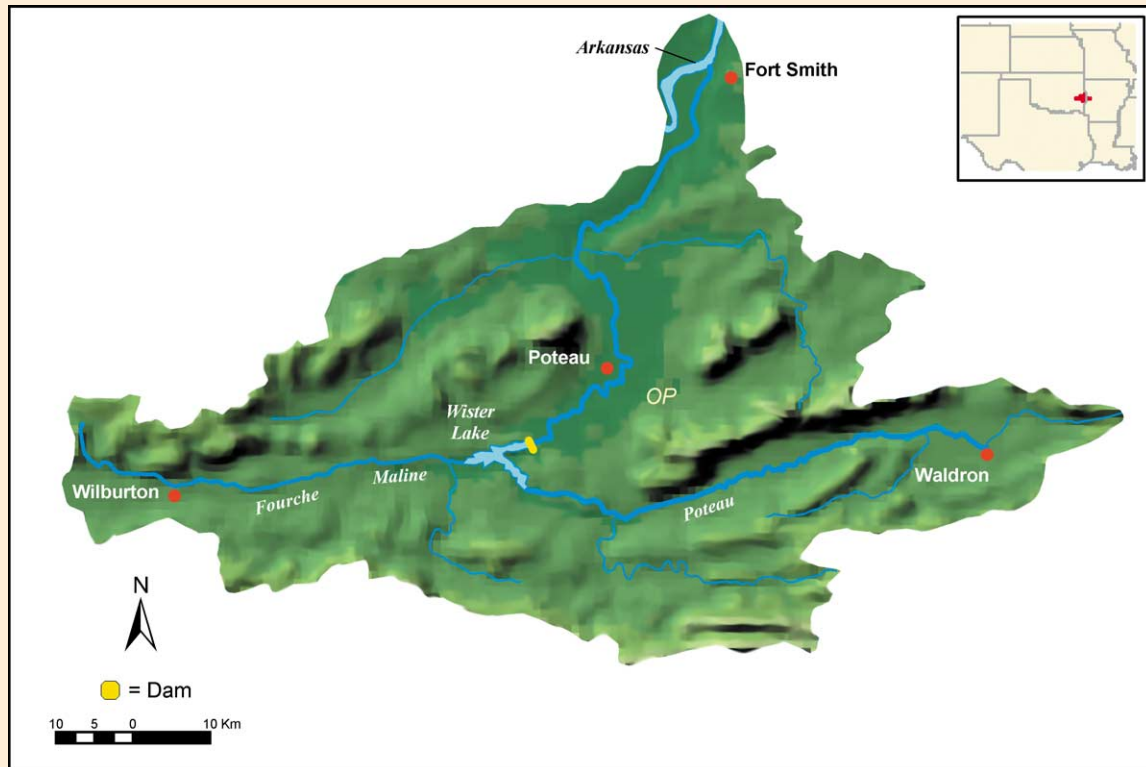 Arkansas
Fort Smith
Poteau
OP
Wister
Lake
Wilburton
Fourche
Maline
Poteau
Waldron
N
= Dam
10 5 0 10 Km